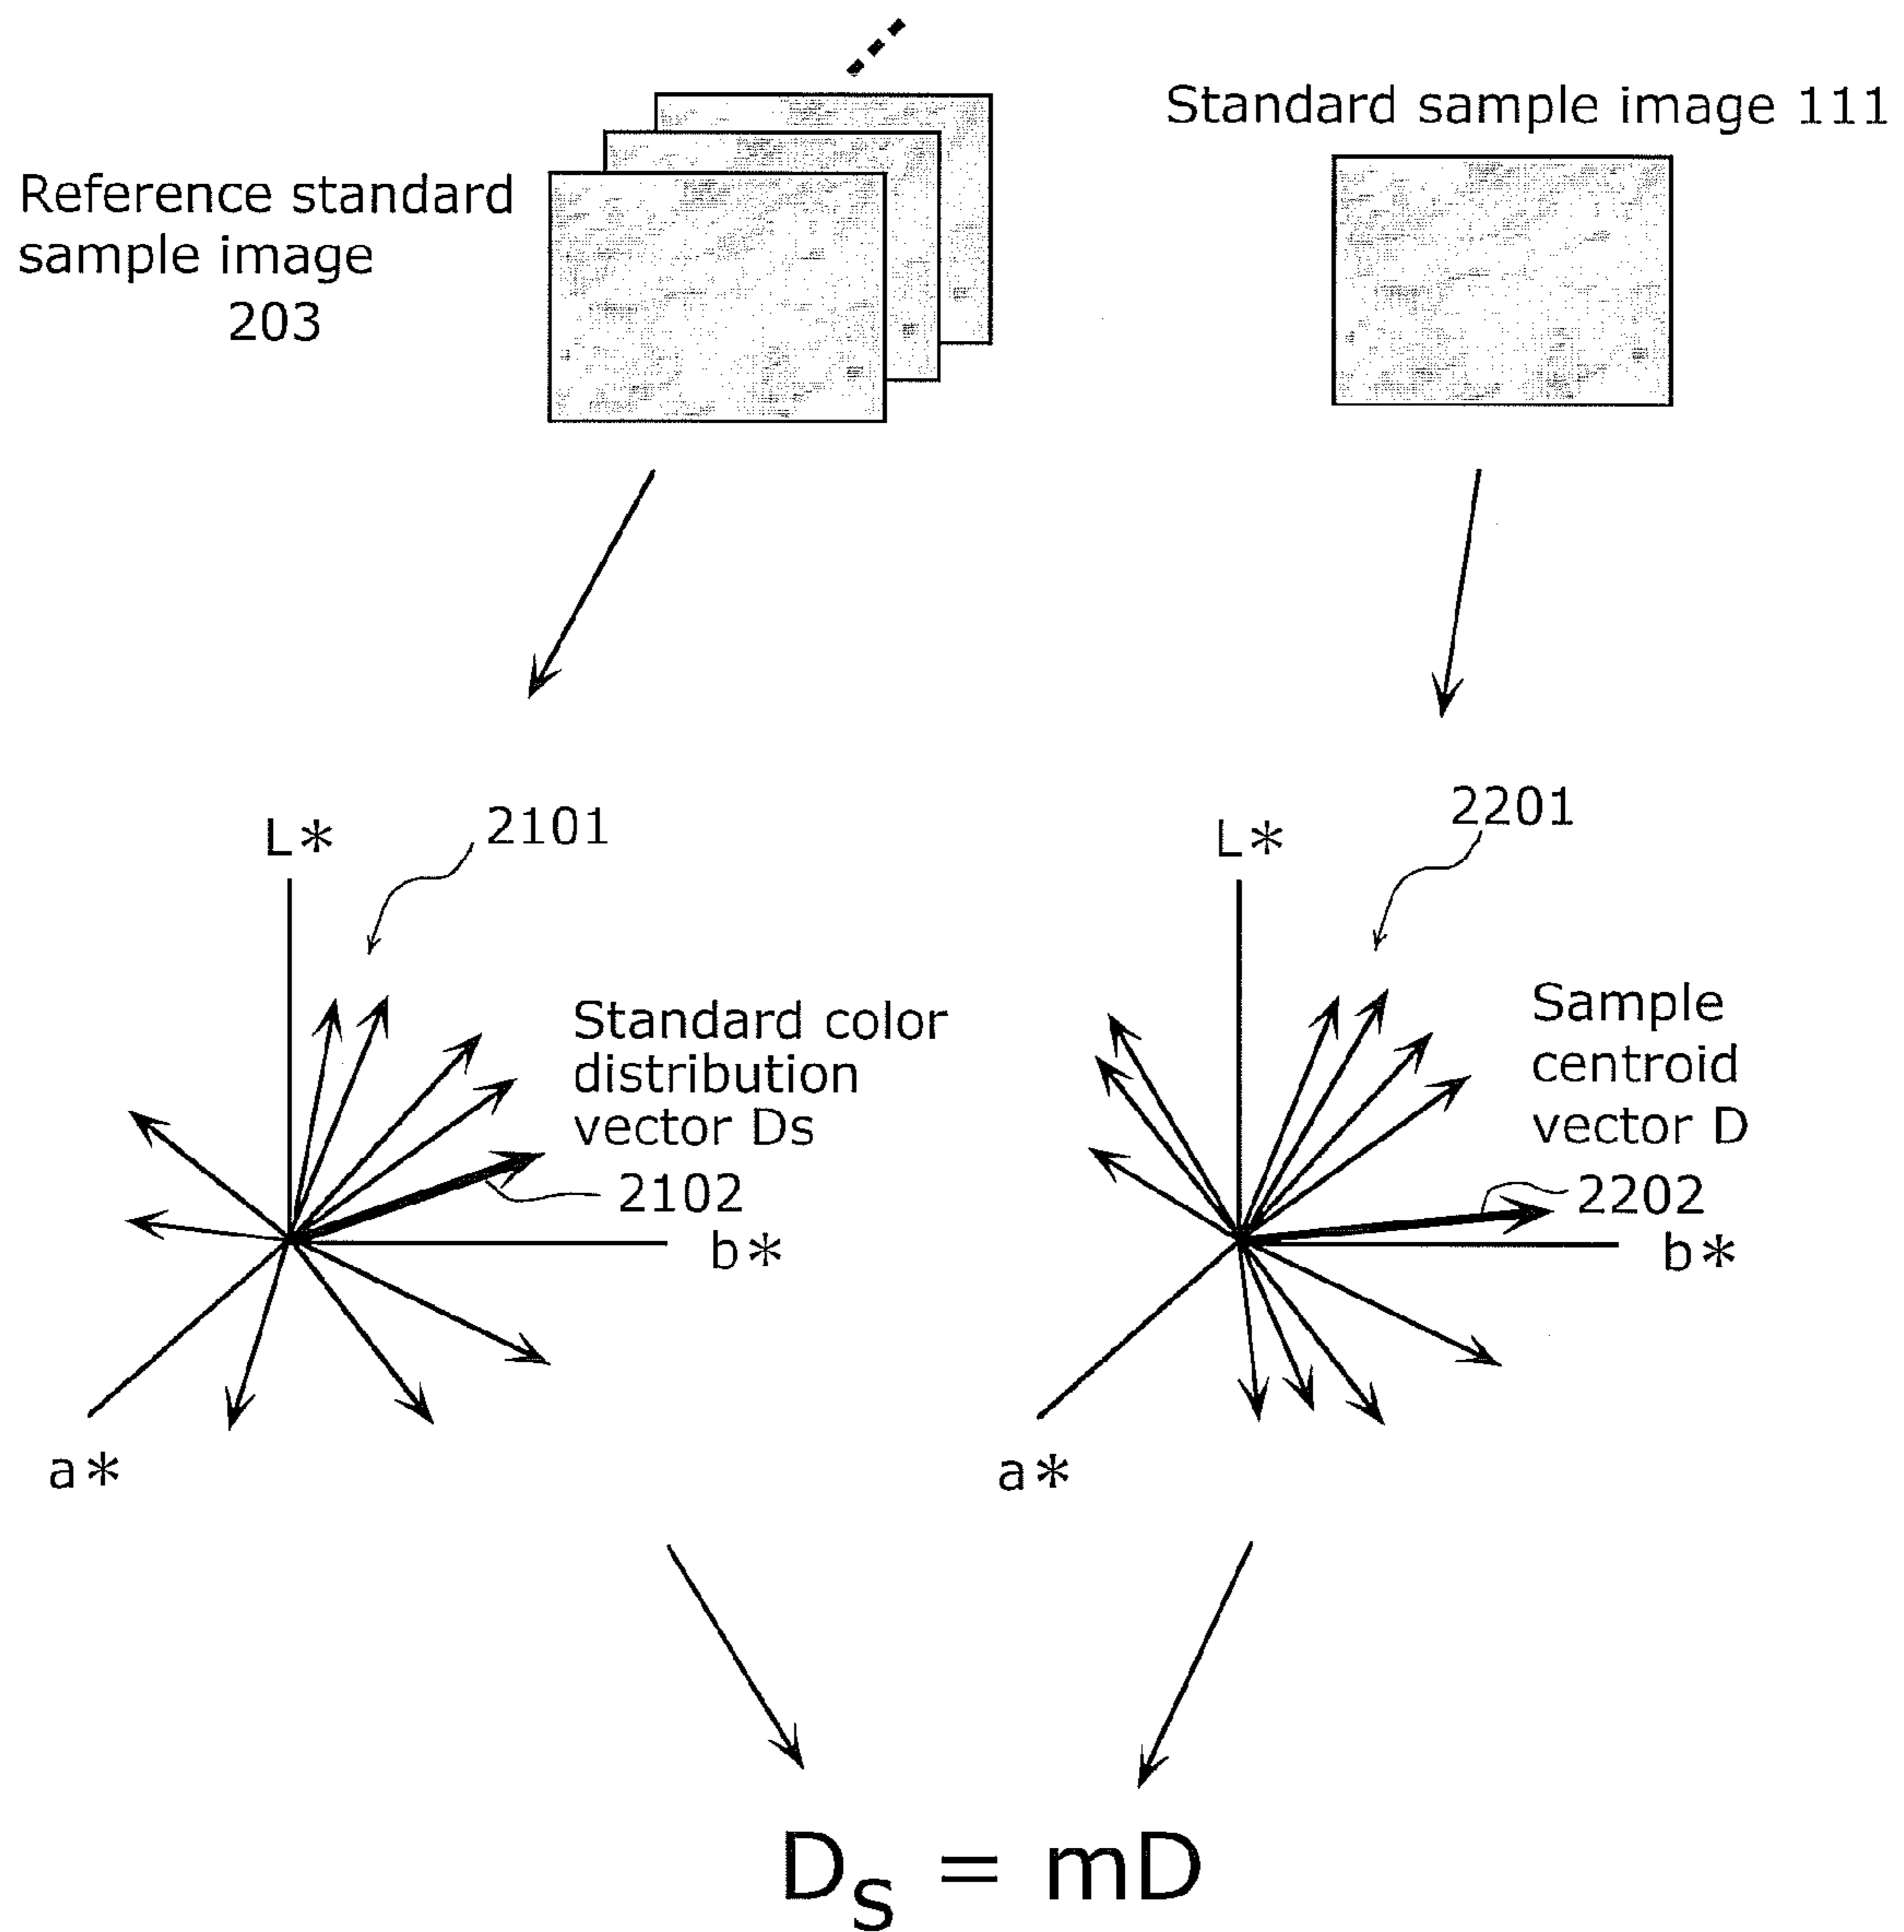 Standard sample image 111
Reference standard
sample image
203
L*
2101
Standard color
distribution
vector Ds
2102
b*
a*
L*
2201
Sample
centroid
vector D
2202
b*
a*
DS = mD